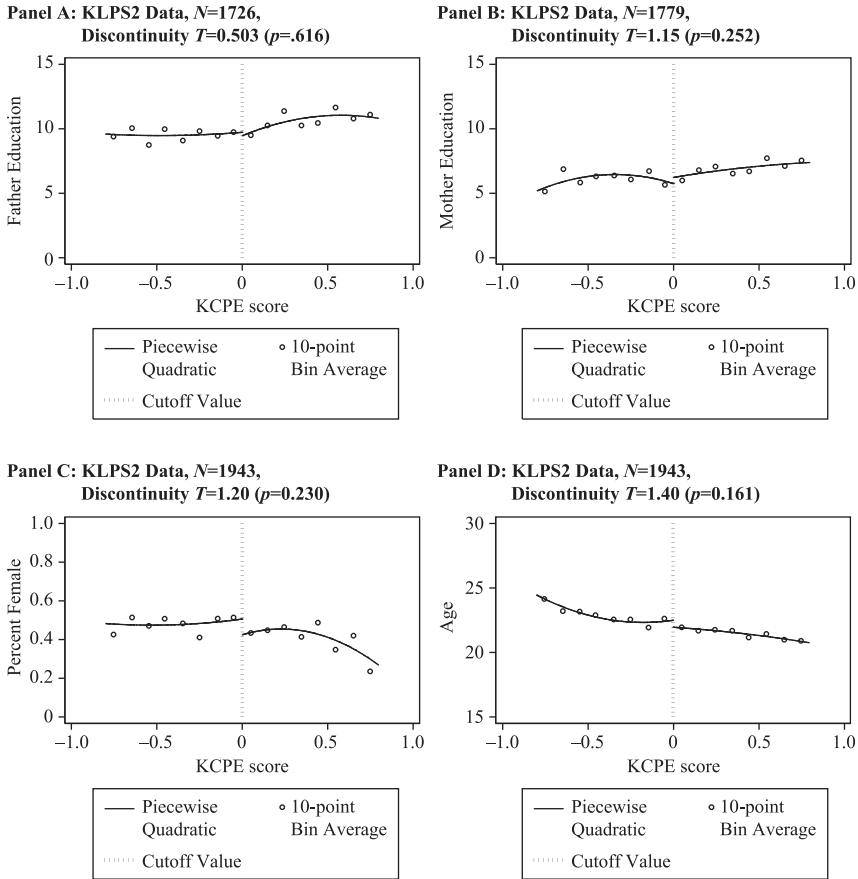 Panel A: KLPS2 Data, N=1726,
Discontinuity T=0.503 (p=.616)
15
10
5
0
Father Education
−1.0
−0.5
0
0.5
1.0
KCPE score
Piecewise Quadratic
10-point Bin Average
Cutoff Value
Panel B: KLPS2 Data, N=1779,
Discontinuity T=1.15 (p=0.252)
15
10
5
0
Mother Education
−1.0
−0.5
0
0.5
1.0
KCPE score
Piecewise Quadratic
10-point Bin Average
Cutoff Value
Panel C: KLPS2 Data, N=1943,
Discontinuity T=1.20 (p=0.230)
1.0
0.8
0.6
0.4
0.2
0
Percent Female
−1.0
−0.5
0
0.5
1.0
KCPE score
Piecewise Quadratic
10-point Bin Average
Cutoff Value
Panel D: KLPS2 Data, N=1943,
Discontinuity T=1.40 (p=0.161)
30
25
20
15
Age
−1.0
−0.5
0
0.5
1.0
KCPE score
Piecewise Quadratic
10-point Bin Average
Cutoff Value